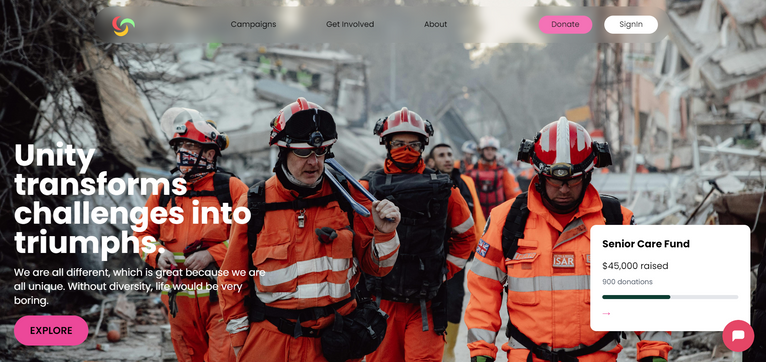 Campaigns
Get Involved
About
Donate
SignIn
Unity
transforms
challenges into
triumphs.
We are all different, which is great because we are
all unique. Without diversity, life would be very
boring.
EXPLORE
ISAR
Senior Care Fund
$45,000 raised
900 donations
→